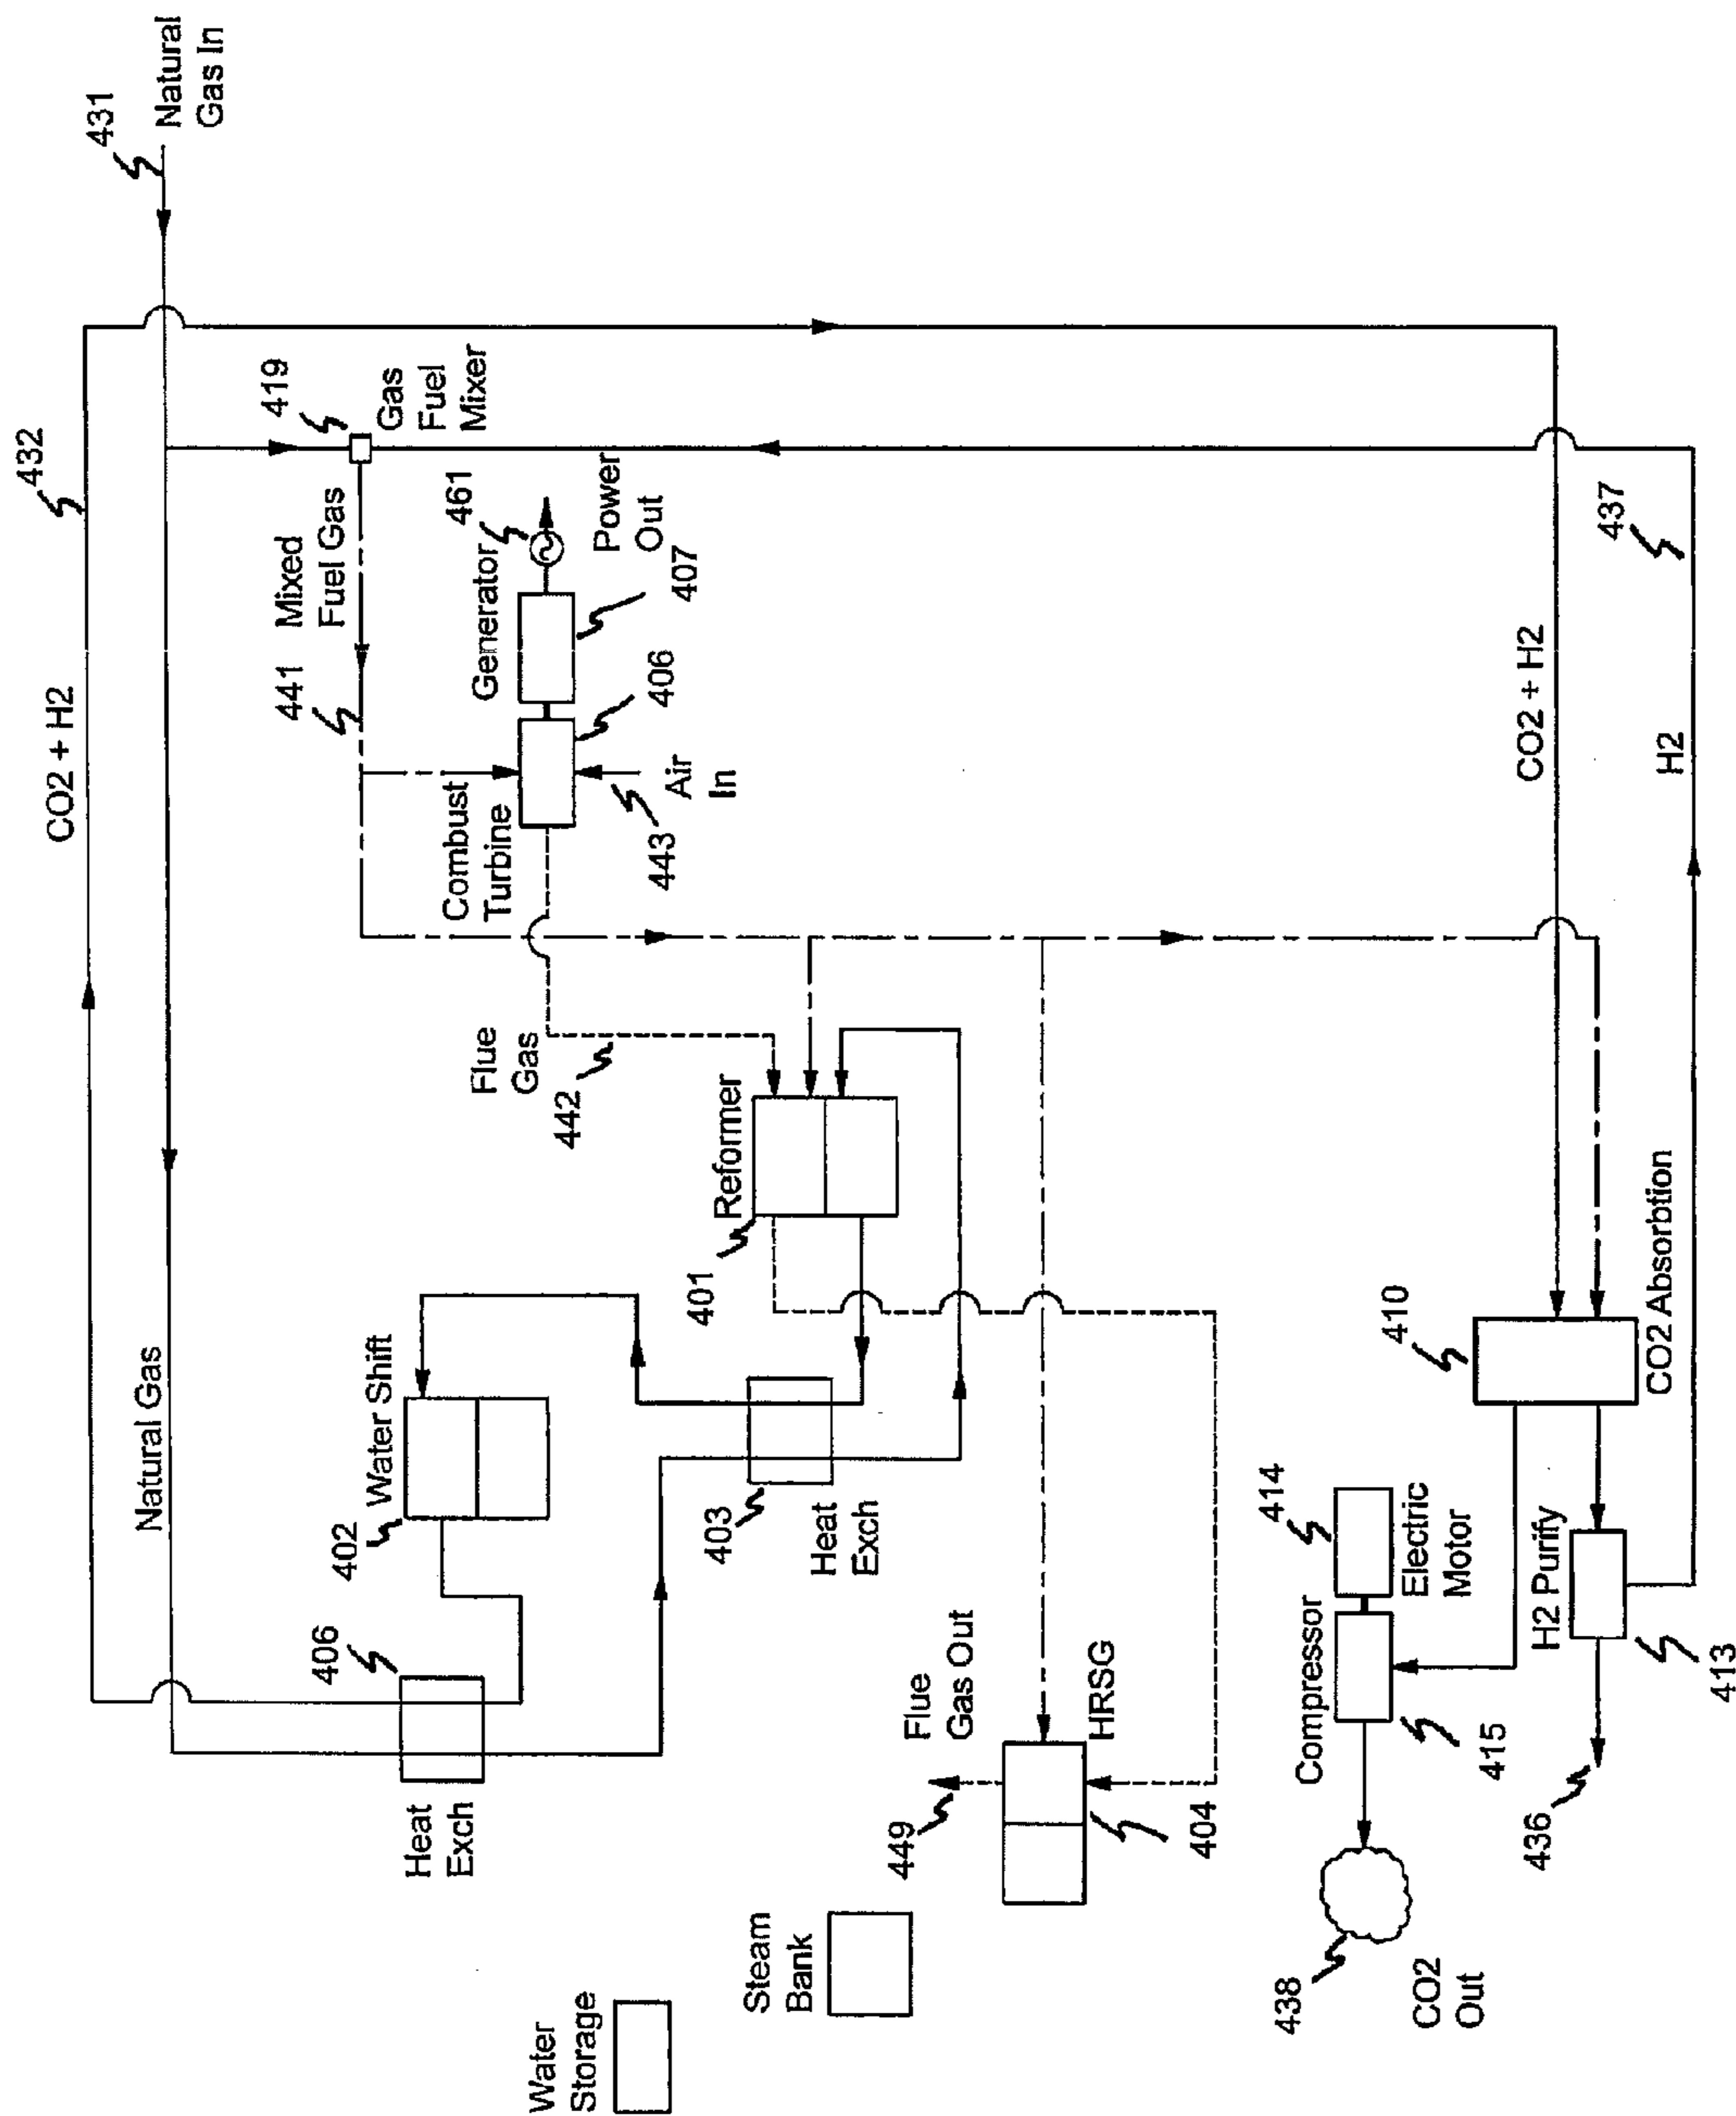 431
Natural
Gas In
432
CO2 + H2
Natural Gas
419
Gas
Fuel
Mixer
441
Mixed
Fuel Gas
461
Generator
Power
Out
407
406
Combust
Turbine
443
Air
In
Flue
Gas
442
Reformer
401
Water Shift
402
406
Heat
Exch
403
Heat
Exch
Flue
Gas Out
449
HRSG
404
Steam
Bank
Water
Storage
CO2 + H2
437
H2
410
CO2 Absorbtion
414
Electric
Motor
Compressor
415
H2 Purify
413
436
438
CO2
Out